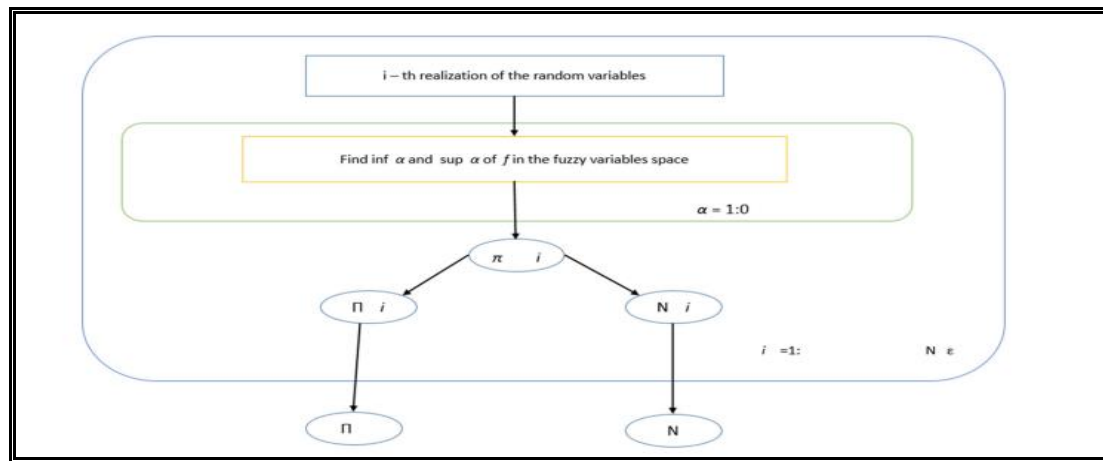 i – th realization of the random variables
Find inf α and sup α of f in the fuzzy variables space
α = 1:0
π i
Π i N i
i =1: N ε
Π N